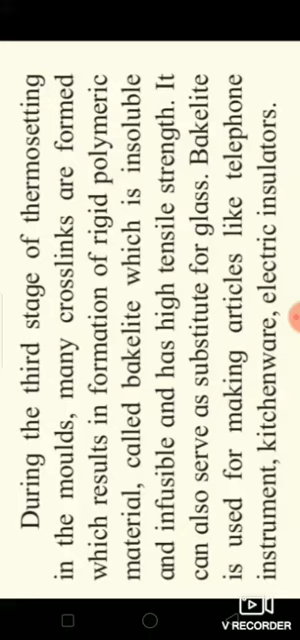 During the third stage of thermosetting
in the moulds, many crosslinks are formed
which results in formation of rigid polymeric
material, called bakelite which is insoluble
and infusible and has high tensile strength. It
can also serve as substitute for glass. Bakelite
is used for making articles like telephone
instrument, kitchenware, electric insulators.
V RECORDER